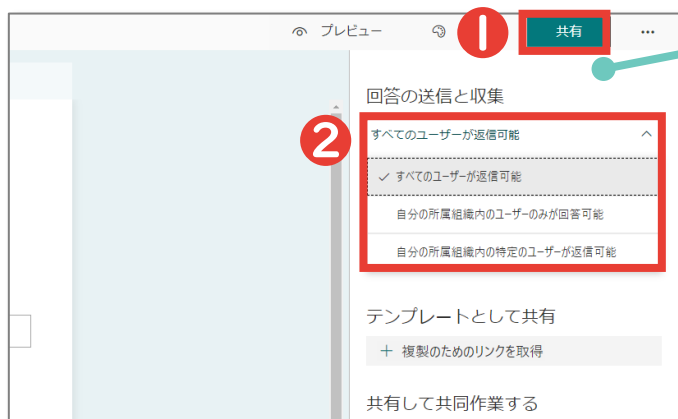 プレビュー
1
共有
…
回答の送信と収集
2
すべてのユーザーが返信可能
すべてのユーザーが返信可能
自分の所属組織内のユーザーのみが回答可能
自分の所属組織内の特定のユーザーが返信可能
テンプレートとして共有
+ 複製のためのリンクを取得
共有して共同作業する